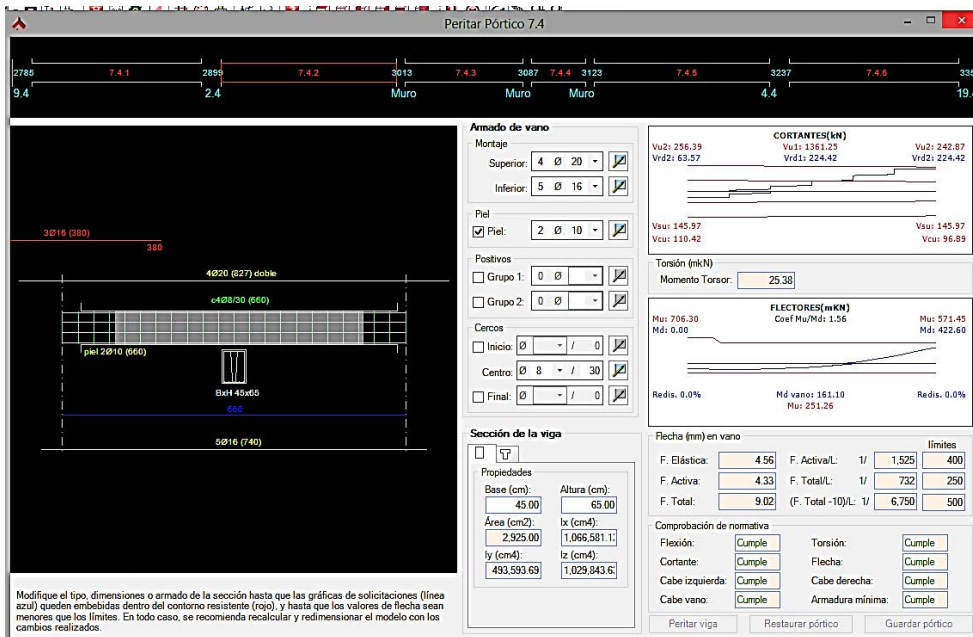 Peritar Pórtico 7.4
2785 7.4.1 2899 7.4.2 3013 7.4.3 3087 7.4.4 3123 7.4.5 3237 7.4.6 335
9.4 2.4 Muro Muro Muro 4.4 19.4
3Ø16 (380)
380
4Ø20 (827) doble
c4Ø8/30 (660)
piel 2Ø10 (660)
BxH 45x65
660
5Ø16 (740)
Modifique el tipo, dimensiones o armado de la sección hasta que las gráficas de solicitaciones (línea
azul) queden embebidas dentro del contorno resistente (rojo), y hasta que los valores de flecha sean
menores que los límites. En todo caso, se recomienda recalcular y redimensionar el modelo con los
cambios realizados.
Armado de vano
Montaje
Superior: 4 Ø 20
Inferior: 5 Ø 16
Piel
Piel: 2 Ø 10
Positivos
Grupo 1: 0 Ø
Grupo 2: 0 Ø
Cercos
Inicio: Ø / 0
Centro: Ø 8 / 30
Final: Ø / 0
Sección de la viga
Propiedades
Base (cm): Altura (cm):
45.00 65.00
Área (cm2): Ix (cm4):
2,925.00 1,066,581.1
Iy (cm4): Iz (cm4):
493,593.69 1,029,843.6
CORTANTES(kN)
Vu2: 256.39 Vu1: 1361.25 Vu2: 242.87
Vrd2: 63.57 Vrd1: 224.42 Vrd2: 224.42
Vsu: 145.97 Vsu: 145.97
Vcu: 110.42 Vcu: 96.89
Torsión (mkN)
Momento Torsor: 25.38
FLECTORES(mKN)
Mu: 706.30 Coef Mu/Md: 1.56 Mu: 571.45
Md: 0.00 Md: 422.60
Redis. 0.0% Md vano: 161.10 Redis. 0.0%
Mu: 251.26
Flecha (mm) en vano
límites
F. Elástica: 4.56 F. Activa/L: 1/ 1,525 400
F. Activa: 4.33 F. Total/L: 1/ 732 250
F. Total: 9.02 (F. Total -10)/L: 1/ 6,750 500
Comprobación de normativa
Flexión: Cumple Torsión: Cumple
Cortante: Cumple Flecha: Cumple
Cabe izquierda: Cumple Cabe derecha: Cumple
Cabe vano: Cumple Armadura mínima: Cumple
Peritar viga Restaurar pórtico Guardar pórtico